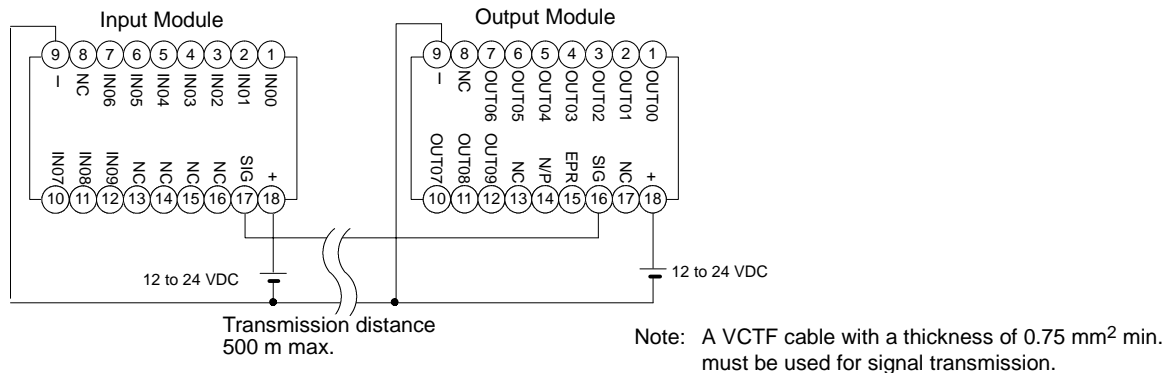 Input Module
Output Module
9 8 7 6 5 4 3 2 1
– NC IN06 IN05 IN04 IN03 IN02 IN01 IN00
IN07 IN08 IN09 NC NC NC NC SIG +
10 11 12 13 14 15 16 17 18
9 8 7 6 5 4 3 2 1
– NC OUT06 OUT05 OUT04 OUT03 OUT02 OUT01 OUT00
OUT07 OUT08 OUT09 NC N/P EPR SIG NC +
10 11 12 13 14 15 16 17 18
12 to 24 VDC
12 to 24 VDC
Transmission distance
500 m max.
Note: A VCTF cable with a thickness of 0.75 mm² min.
must be used for signal transmission.